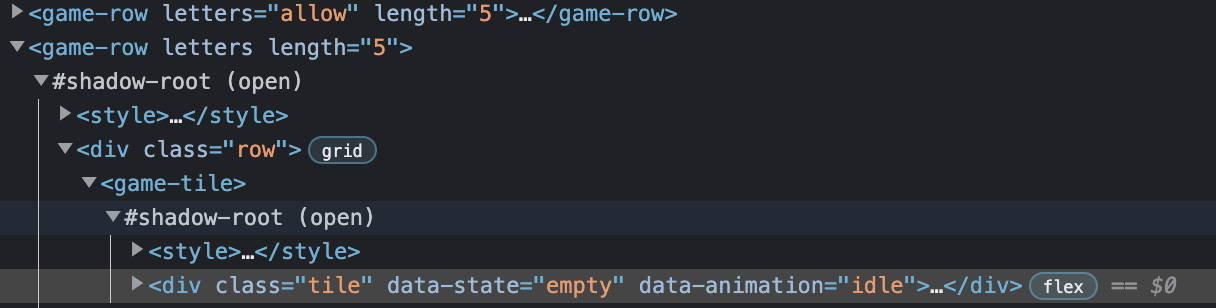 ▶<game-row letters="allow" length="5">…</game-row>
▼<game-row letters length="5">
▼#shadow-root (open)
▶<style>…</style>
▼<div class="row"> grid
▼<game-tile>
▼#shadow-root (open)
▶<style>…</style>
▶<div class="tile" data-state="empty" data-animation="idle">…</div> flex == $0